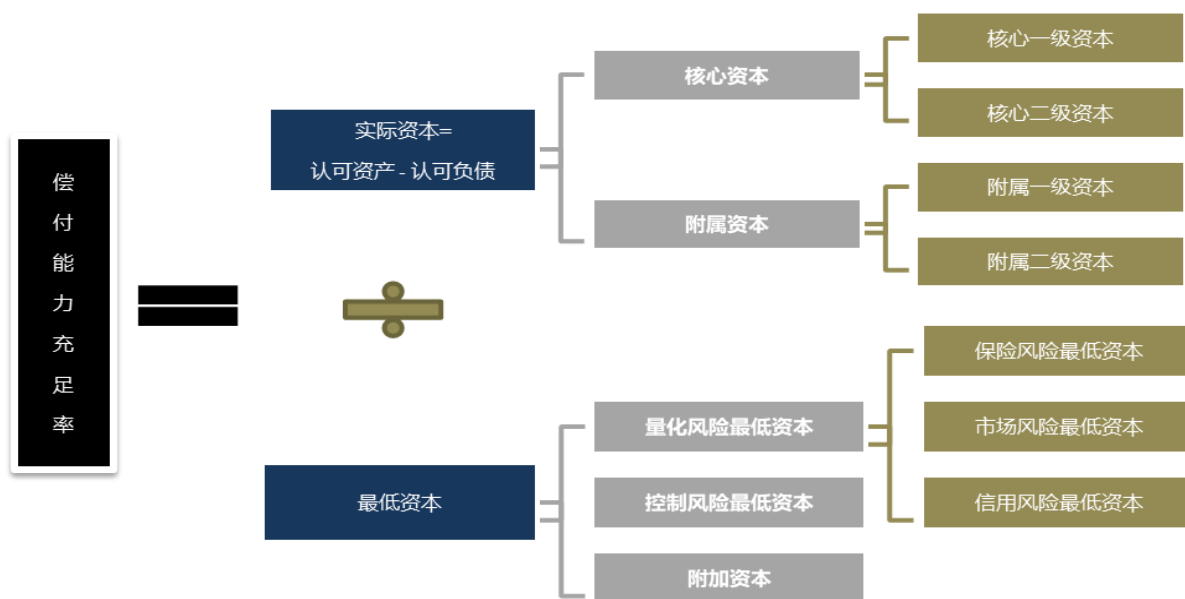 偿
付
能
力
充
足
率
实际资本=
认可资产 - 认可负债
核心资本
核心一级资本
核心二级资本
附属资本
附属一级资本
附属二级资本
最低资本
量化风险最低资本
保险风险最低资本
市场风险最低资本
信用风险最低资本
控制风险最低资本
附加资本